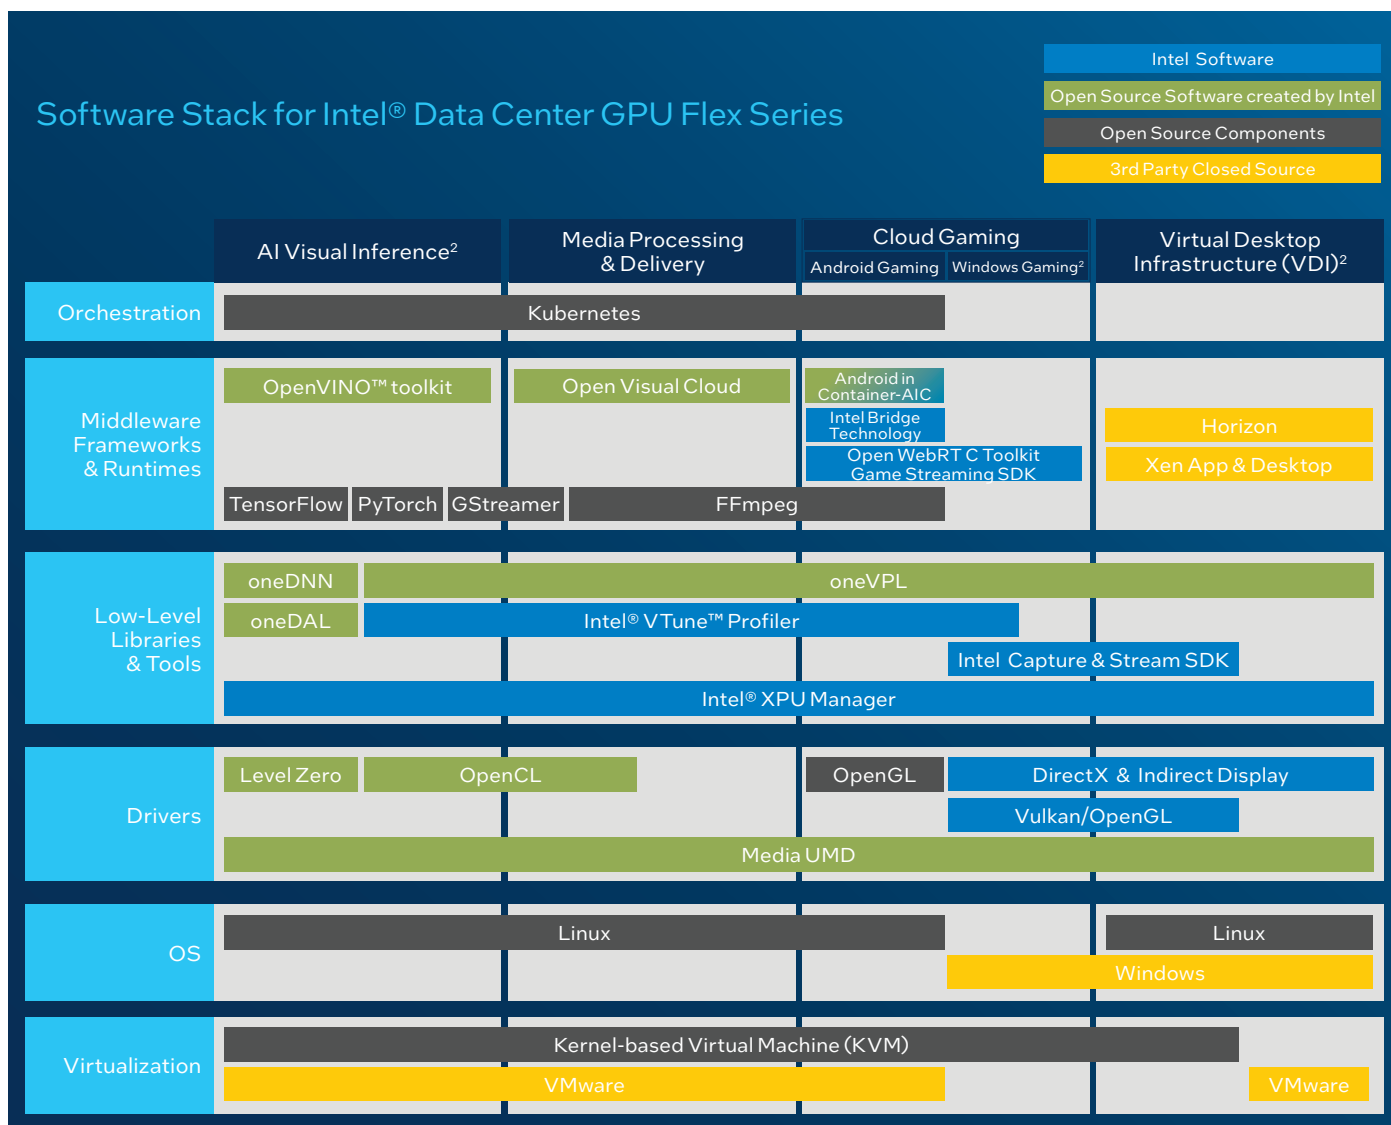 Software Stack for Intel® Data Center GPU Flex Series
Intel Software
Open Source Software created by Intel
Open Source Components
3rd Party Closed Source
AI Visual Inference²
Media Processing
& Delivery
Cloud Gaming
Android Gaming
Windows Gaming²
Virtual Desktop
Infrastructure (VDI)²
Orchestration
Kubernetes
Middleware
Frameworks
& Runtimes
OpenVINO™ toolkit
Open Visual Cloud
Android in
Container-AIC
Intel Bridge
Technology
Open WebRT C Toolkit
Game Streaming SDK
Horizon
Xen App & Desktop
TensorFlow
PyTorch
GStreamer
FFmpeg
Low-Level
Libraries
& Tools
oneDNN
oneVPL
oneDAL
Intel® VTune™ Profiler
Intel Capture & Stream SDK
Intel® XPU Manager
Drivers
Level Zero
OpenCL
OpenGL
DirectX & Indirect Display
Vulkan/OpenGL
Media UMD
OS
Linux
Linux
Windows
Virtualization
Kernel-based Virtual Machine (KVM)
VMware
VMware